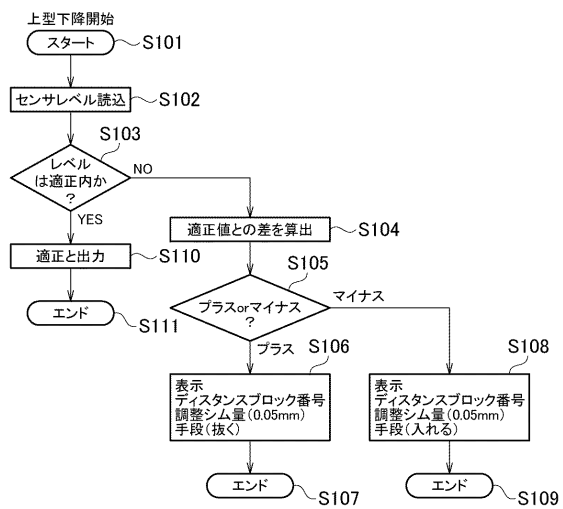 上型下降開始
スタート
S101
センサレベル読込
S102
S103
レベル
は適正内か
?
NO
YES
適正値との差を算出
S104
適正と出力
S110
S105
プラスorマイナス
?
マイナス
エンド
S111
プラス
S106
表示
ディスタンスブロック番号
調整シム量(0.05mm)
手段(抜く)
S108
表示
ディスタンスブロック番号
調整シム量(0.05mm)
手段(入れる)
エンド
S107
エンド
S109